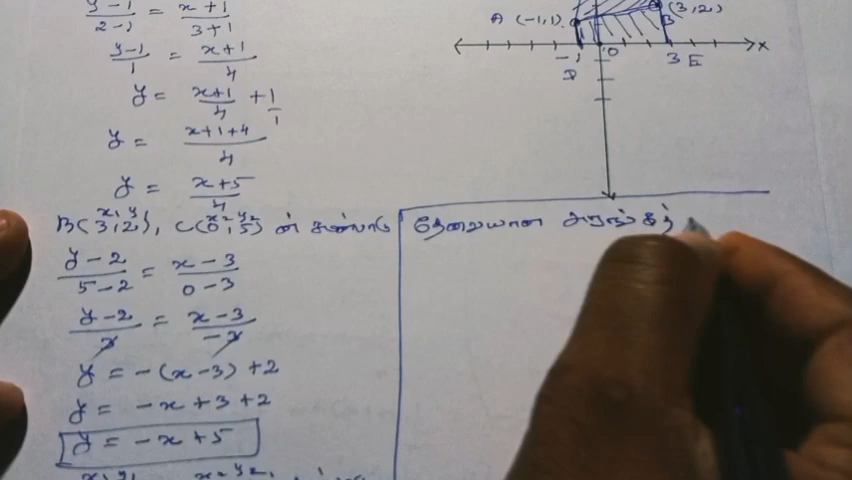 y-1/2-1 = x+1/3+1
y-1/1 = x+1/4
y = x+1/4 + 1/1
y = x+1+4/4
y = x+5/4
x, y x₂ y₂
B(3,2), C(0,5) ன் சமன்பாடு
y-2/5-2 = x-3/0-3
y-2/3 = x-3/-3
y = -(x-3)+2
y = -x+3+2
y = -x+5
A (-1,1)
(3,2)
B
-1 0 3 E x
D
தேவையான